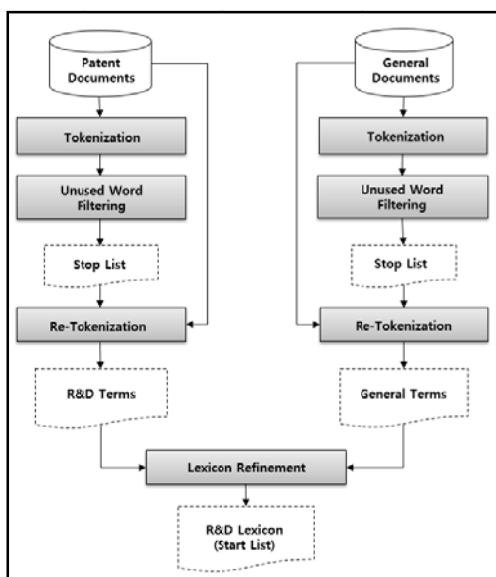 Patent
Documents
Tokenization
Unused Word
Filtering
Stop List
Re-Tokenization
R&D Terms
General
Documents
Tokenization
Unused Word
Filtering
Stop List
Re-Tokenization
General Terms
Lexicon Refinement
R&D Lexicon
(Start List)